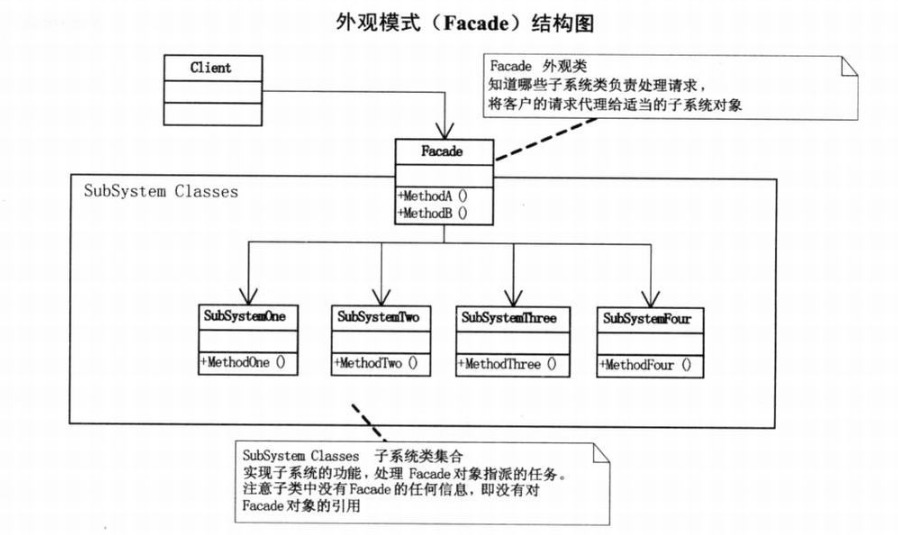 外观模式（Facade）结构图
Client
Facade 外观类
知道哪些子系统类负责处理请求，
将客户的请求代理给适当的子系统对象
Facade
+MethodA ()
+MethodB ()
SubSystem Classes
SubSystemOne
+MethodOne ()
SubSystemTwo
+MethodTwo ()
SubSystemThree
+MethodThree ()
SubSystemFour
+MethodFour ()
SubSystem Classes 子系统类集合
实现子系统的功能，处理 Facade对象指派的任务。
注意子类中没有Facade的任何信息，即没有对
Facade对象的引用